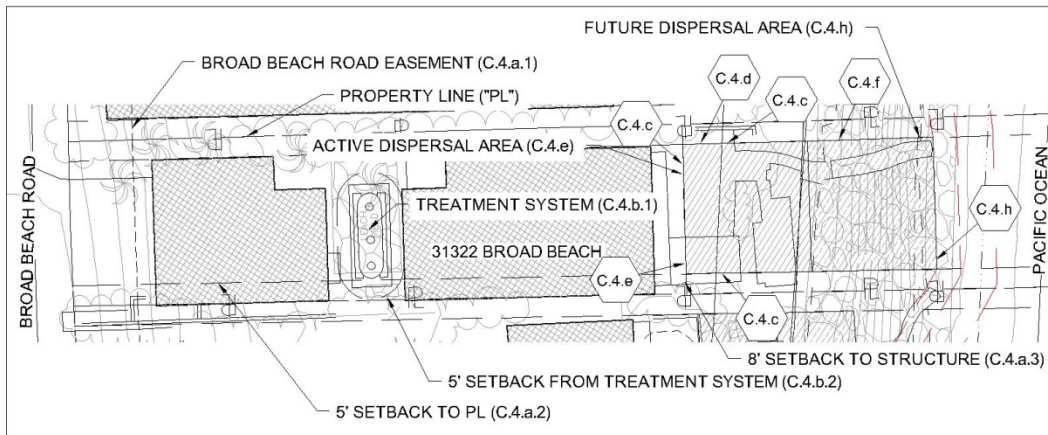 FUTURE DISPERSAL AREA (C.4.h)
BROAD BEACH ROAD EASEMENT (C.4.a.1)
C.4.d
C.4.c
C.4.f
PROPERTY LINE ("PL")
C.4.c
ACTIVE DISPERSAL AREA (C.4.e)
BROAD BEACH ROAD
TREATMENT SYSTEM (C.4.b.1)
C.4.h
PACIFIC OCEAN
31322 BROAD BEACH
C.4.e
C.4.c
8' SETBACK TO STRUCTURE (C.4.a.3)
5' SETBACK FROM TREATMENT SYSTEM (C.4.b.2)
5' SETBACK TO PL (C.4.a.2)